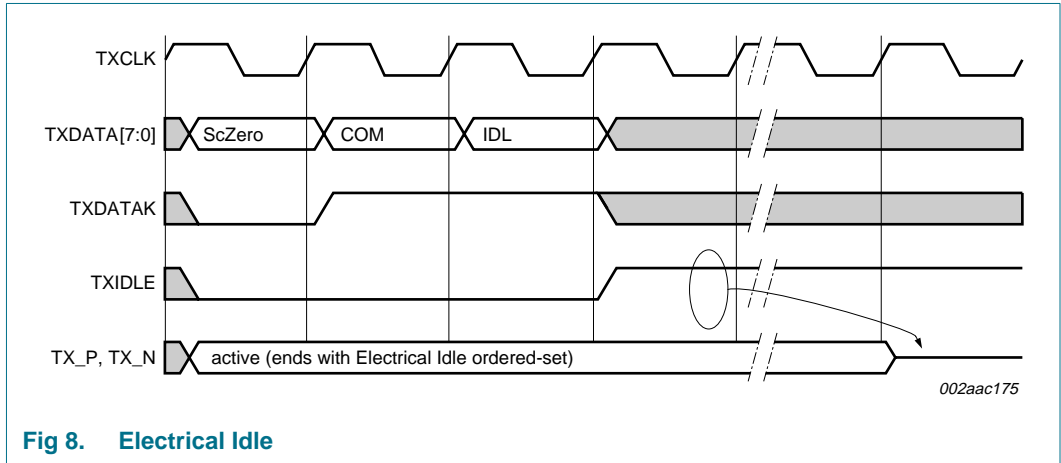 TXCLK
TXDATA[7:0] ScZero COM IDL
TXDATAK
TXIDLE
TX_P, TX_N active (ends with Electrical Idle ordered-set)
002aac175
Fig 8. Electrical Idle